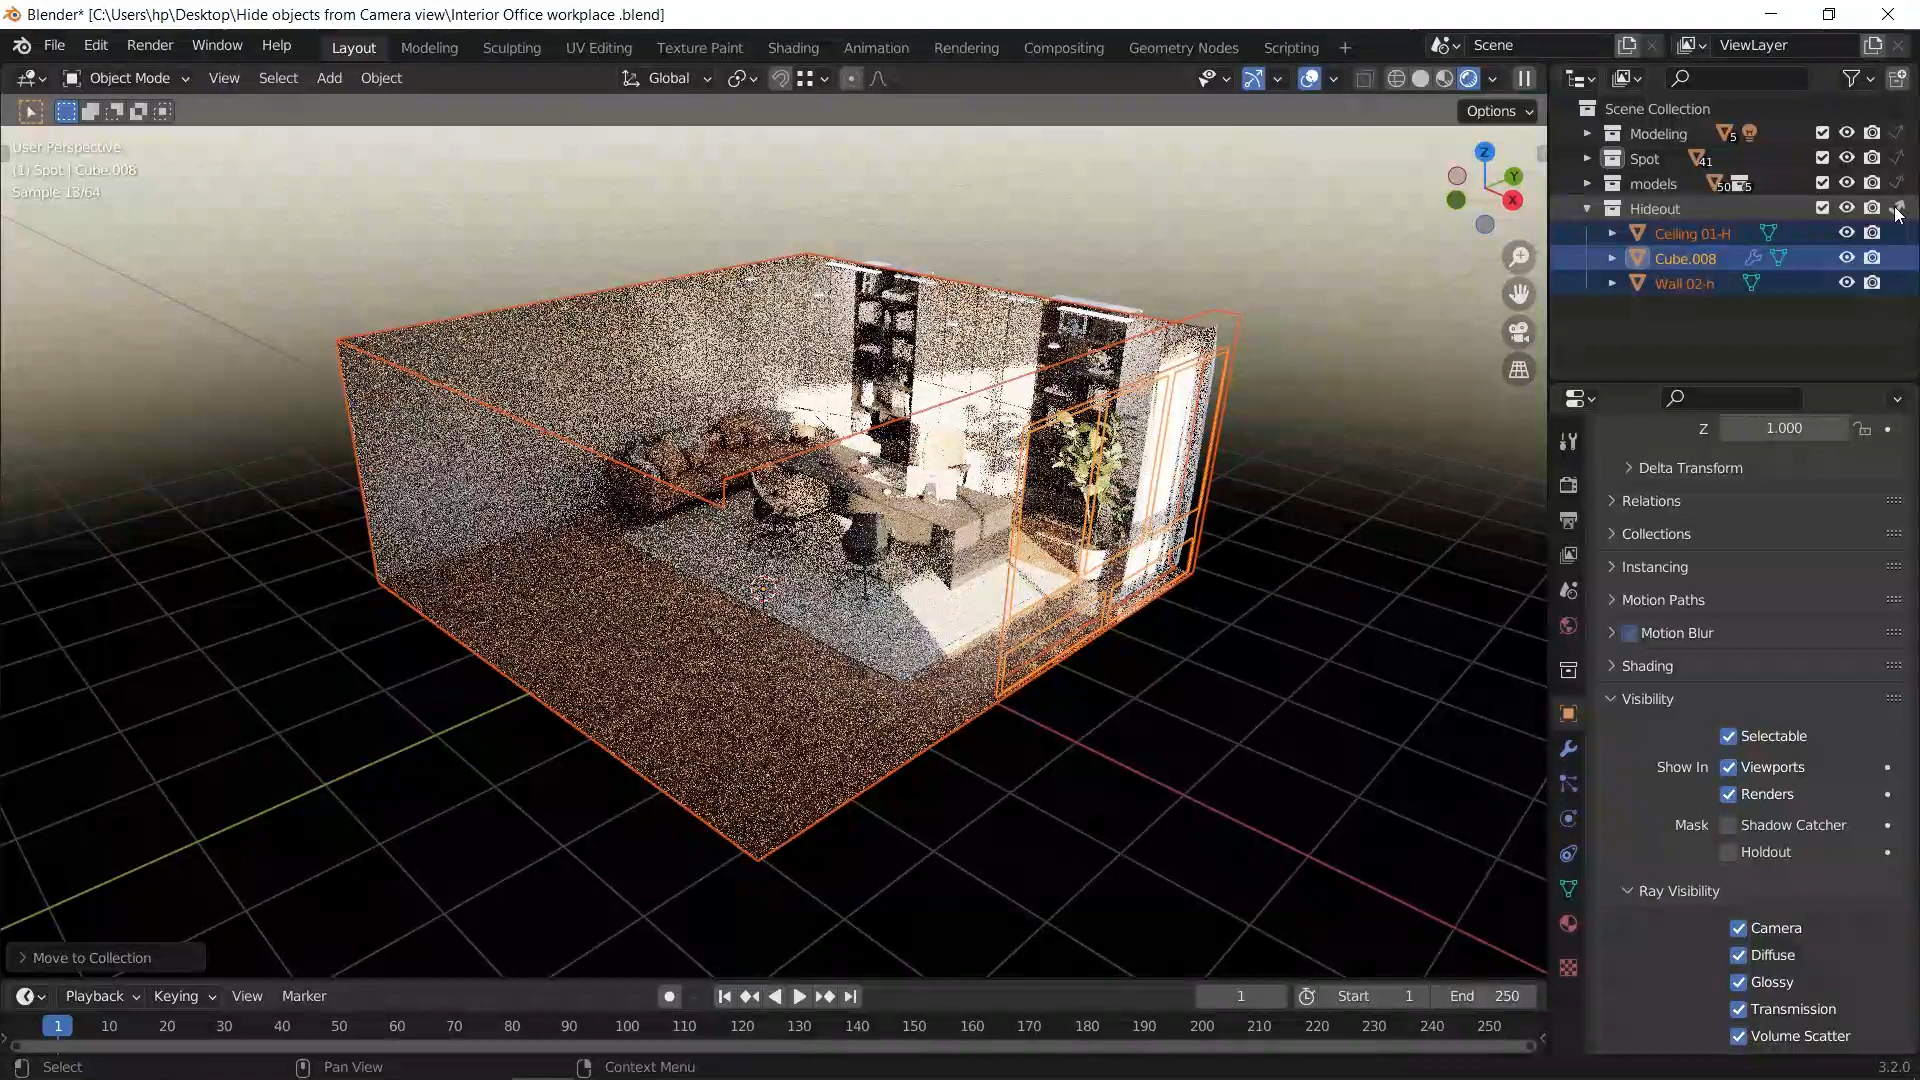 Blender* [C:\Users\hp\Desktop\Hide objects from Camera view\Interior Office workplace .blend]
File Edit Render Window Help Layout Modeling Sculpting UV Editing Texture Paint Shading Animation Rendering Compositing Geometry Nodes Scripting + Scene ViewLayer
Object Mode View Select Add Object Global
Options
User Perspective
(1) Spot | Cube.008
Sample 13/64
Z
Y
X
Scene Collection
Modeling 5
Spot 41
models 50 5
Hideout
Ceiling 01-H
Cube.008
Wall 02-h
Z 1.000
Delta Transform
Relations
Collections
Instancing
Motion Paths
Motion Blur
Shading
Visibility
Selectable
Show In Viewports
Renders
Mask Shadow Catcher
Holdout
Ray Visibility
Camera
Diffuse
Glossy
Transmission
Volume Scatter
Move to Collection
Playback Keying View Marker 1 Start 1 End 250
1 10 20 30 40 50 60 70 80 90 100 110 120 130 140 150 160 170 180 190 200 210 220 230 240 250
Select Pan View Context Menu 3.2.0